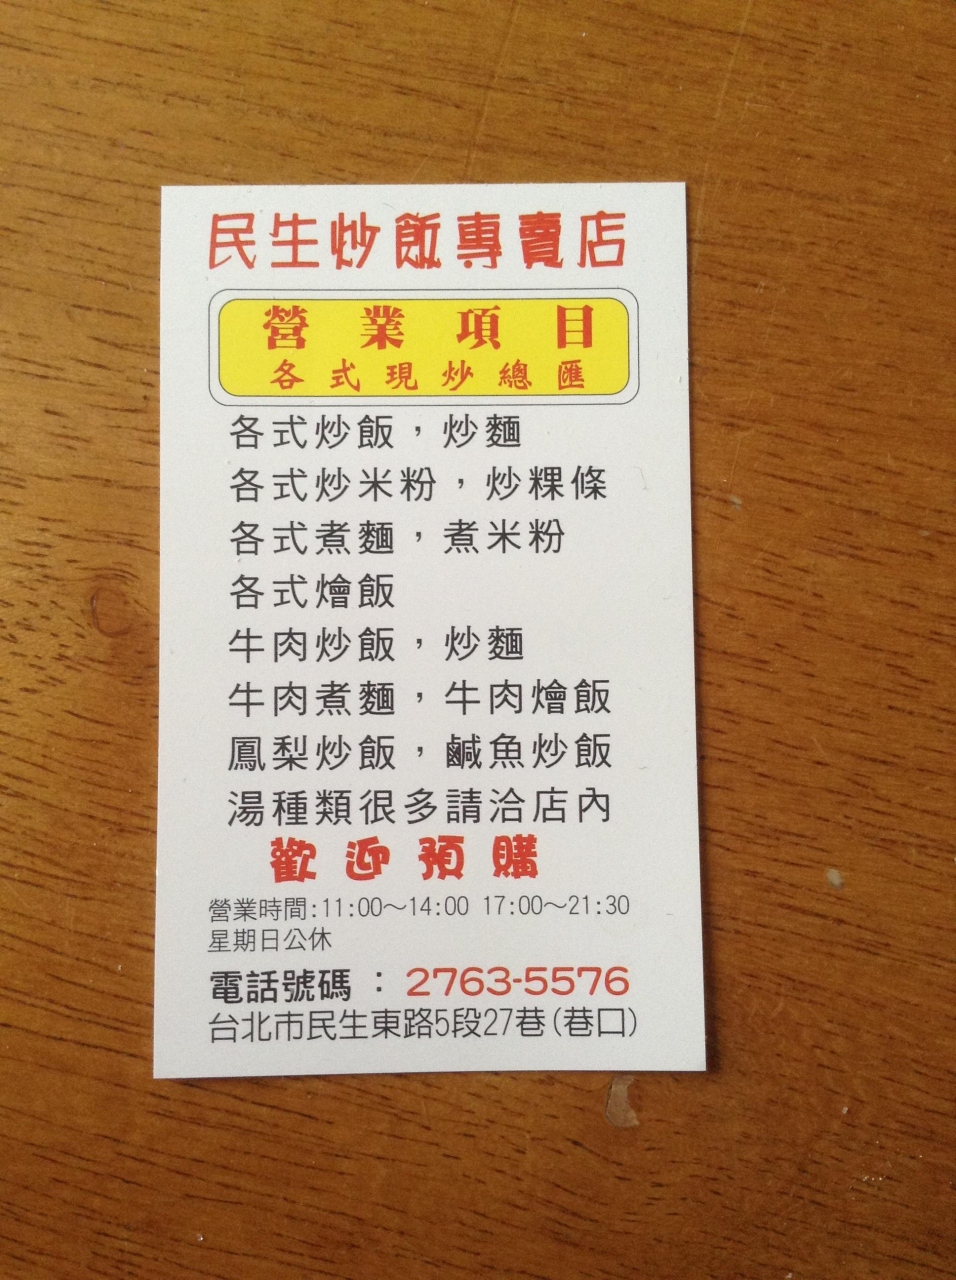 民生炒飯專賣店
營業項目
各式現炒總匯
各式炒飯，炒麵
各式炒米粉，炒粿條
各式煮麵，煮米粉
各式燴飯
牛肉炒飯，炒麵
牛肉煮麵，牛肉燴飯
鳳梨炒飯，鹹魚炒飯
湯種類很多請洽店內
歡迎預購
營業時間:11:00～14:00 17:00～21:30
星期日公休
電話號碼：2763-5576
台北市民生東路5段27巷(巷口)